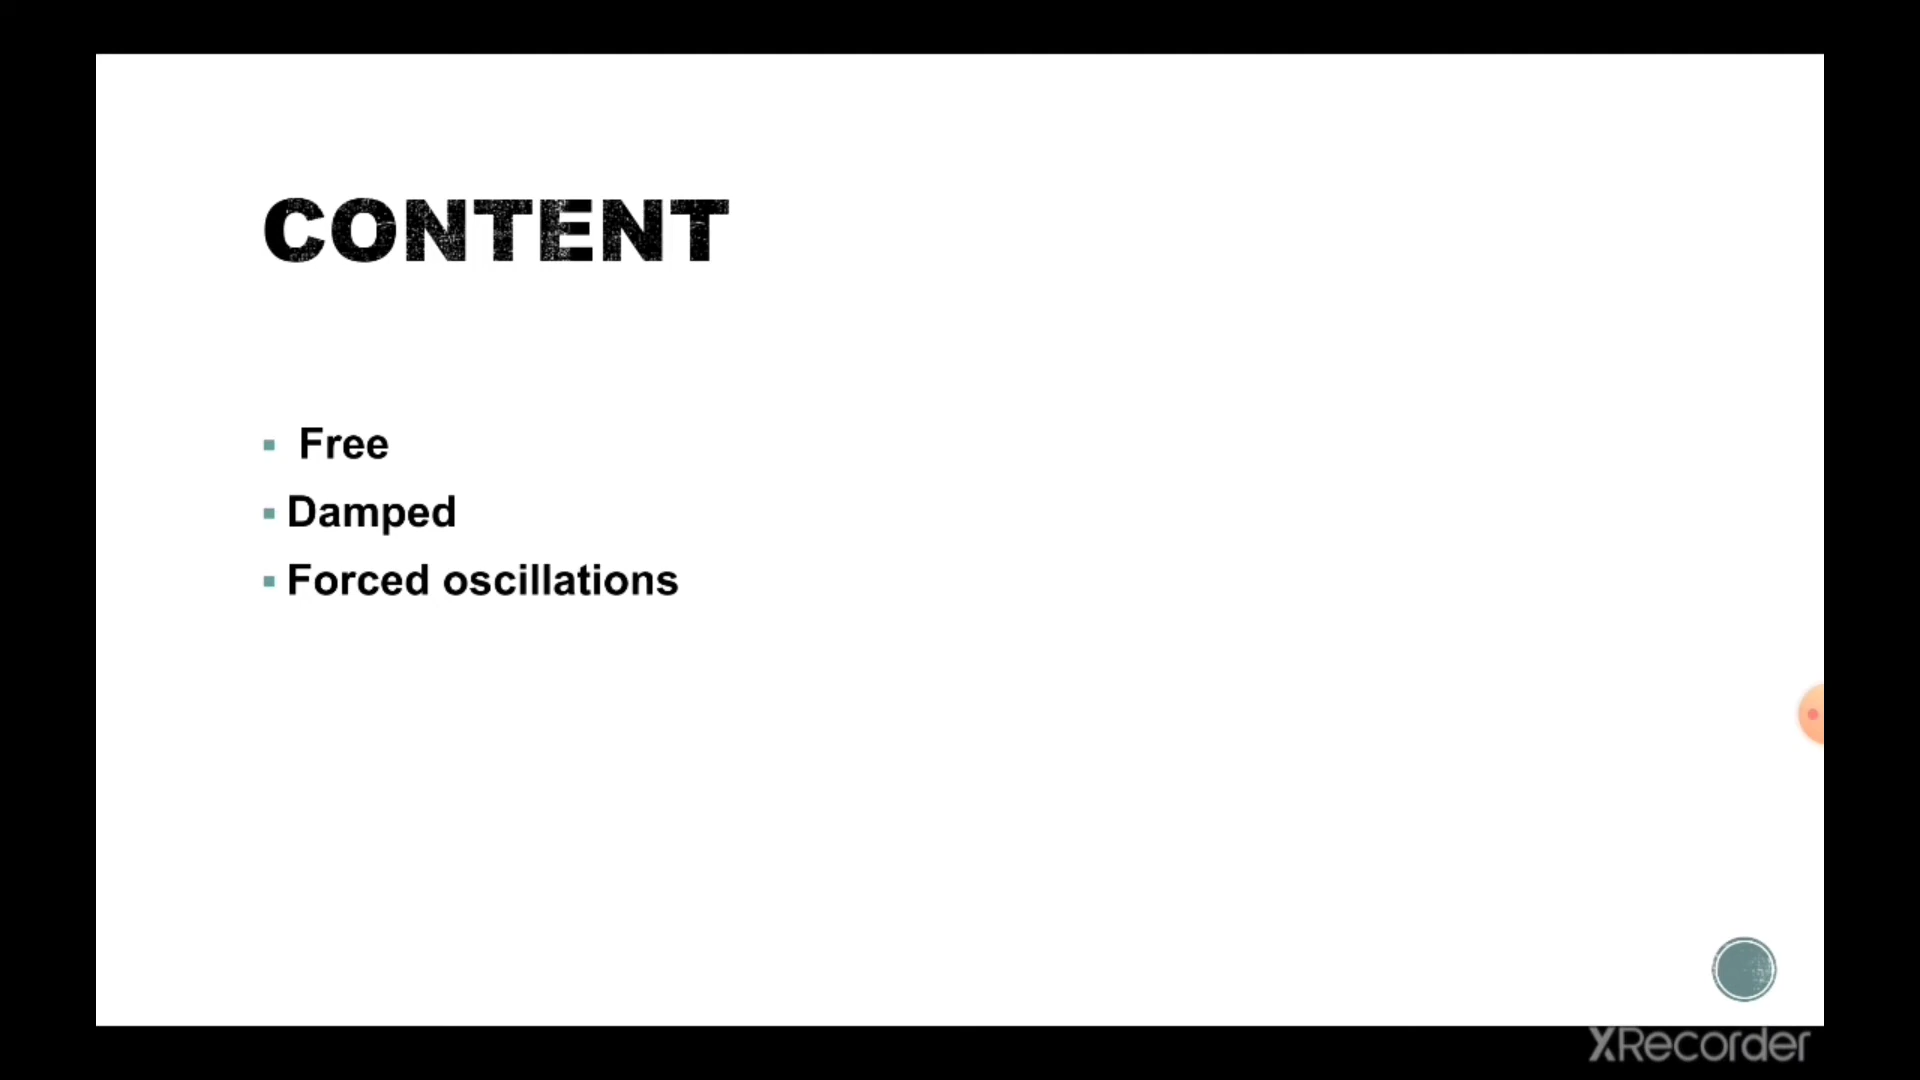 CONTENT
Free
Damped
Forced oscillations
XRecorder